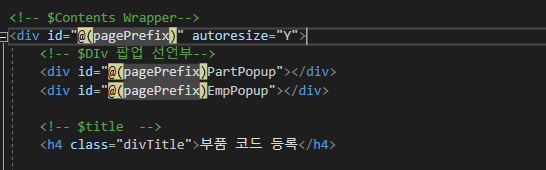 <!-- $Contents Wrapper-->
<div id="@(pagePrefix)" autoresize="Y">
<!-- $DIv 팝업 선언부-->
<div id="@(pagePrefix)PartPopup"></div>
<div id="@(pagePrefix)EmpPopup"></div>
<!-- $title  -->
<h4 class="divTitle">부품 코드 등록</h4>